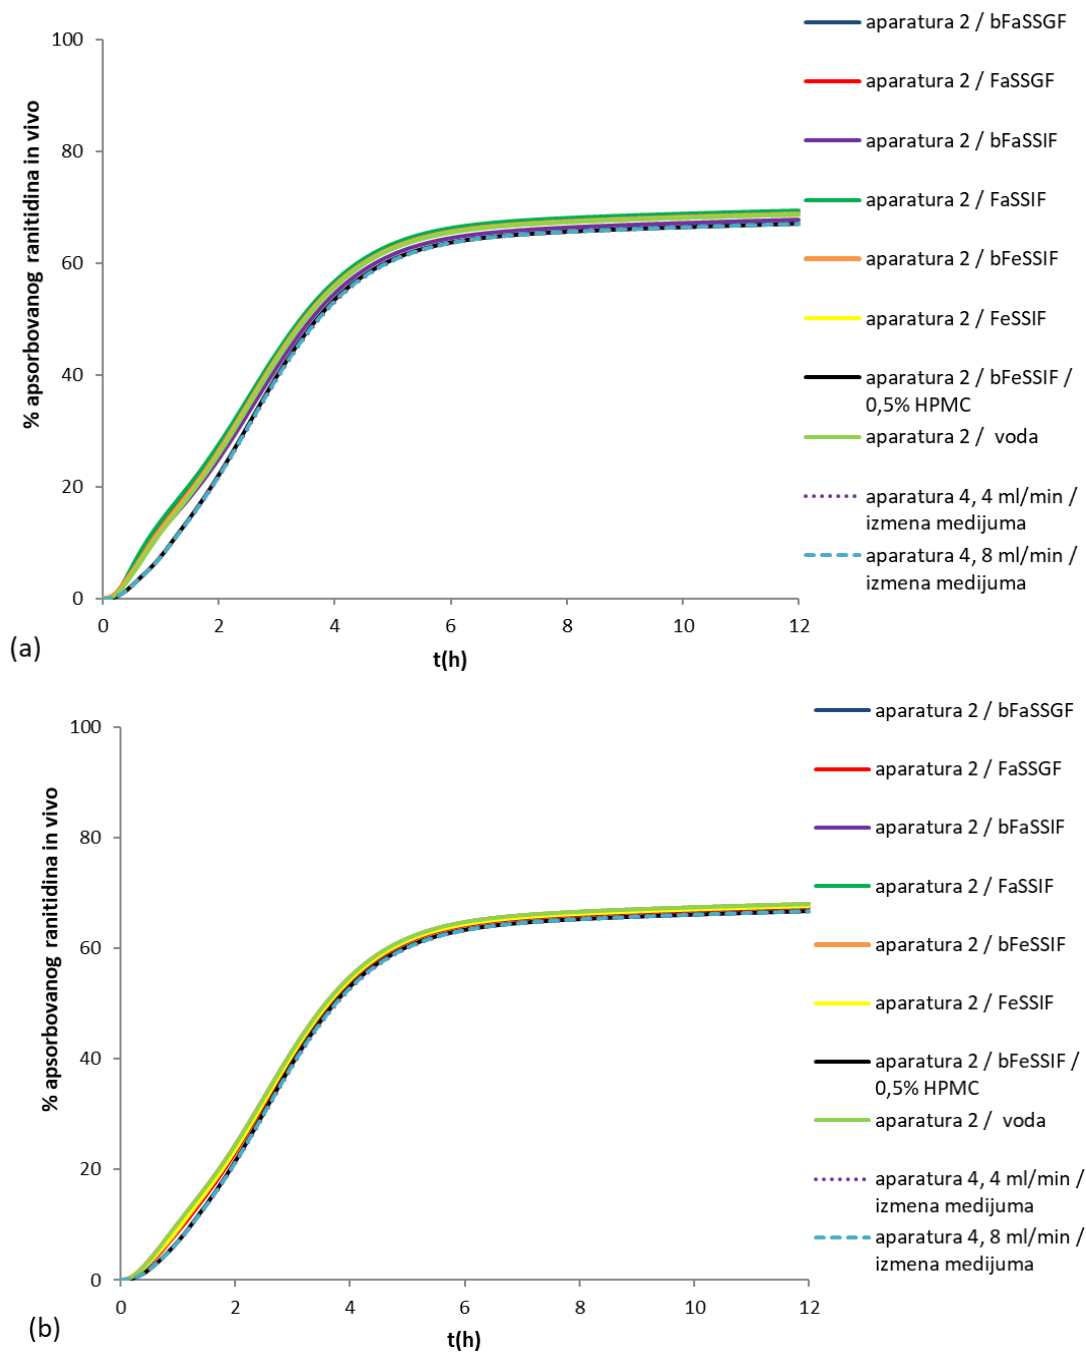 % apsorbovanog ranitidina in vivo
100
80
60
40
20
0
0 2 4 6 8 10 12
t(h)
(a)
aparatura 2 / bFaSSGF
aparatura 2 / FaSSGF
aparatura 2 / bFaSSIF
aparatura 2 / FaSSIF
aparatura 2 / bFeSSIF
aparatura 2 / FeSSIF
aparatura 2 / bFeSSIF /
0,5% HPMC
aparatura 2 / voda
aparatura 4, 4 ml/min /
izmena medijuma
aparatura 4, 8 ml/min /
izmena medijuma
% apsorbovanog ranitidina in vivo
100
80
60
40
20
0
0 2 4 6 8 10 12
t(h)
(b)
aparatura 2 / bFaSSGF
aparatura 2 / FaSSGF
aparatura 2 / bFaSSIF
aparatura 2 / FaSSIF
aparatura 2 / bFeSSIF
aparatura 2 / FeSSIF
aparatura 2 / bFeSSIF /
0,5% HPMC
aparatura 2 / voda
aparatura 4, 4 ml/min /
izmena medijuma
aparatura 4, 8 ml/min /
izmena medijuma